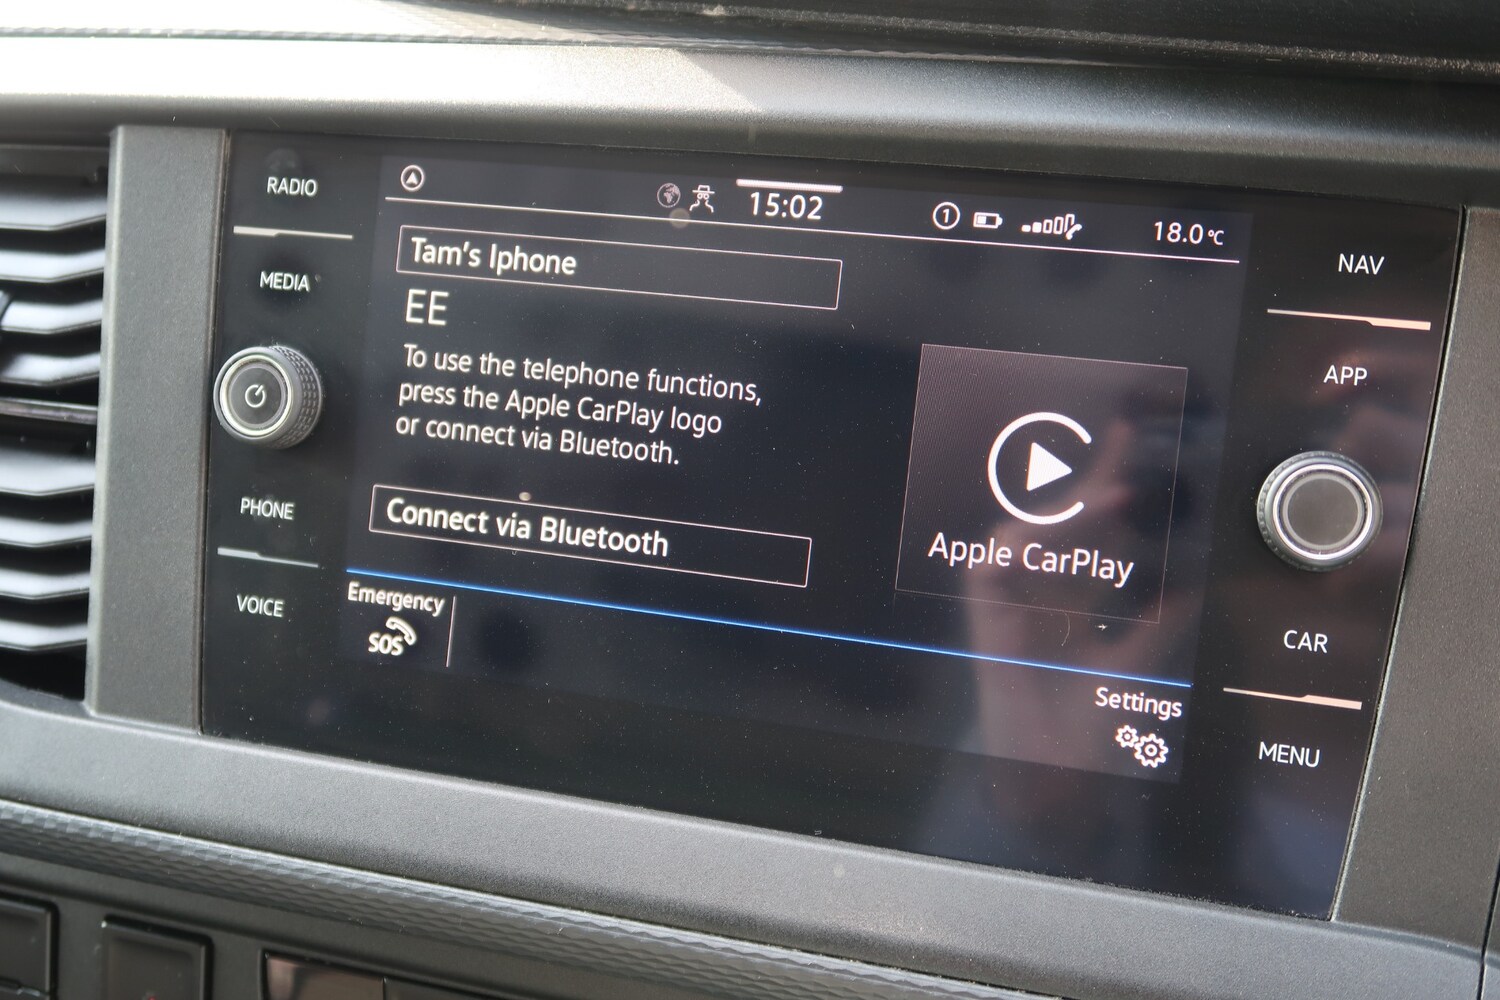 RADIO
MEDIA
PHONE
VOICE
15:02
1
18.0 °C
Tam's Iphone
EE
To use the telephone functions,
press the Apple CarPlay logo
or connect via Bluetooth.
Connect via Bluetooth
Apple CarPlay
Emergency
SOS
Settings
NAV
APP
CAR
MENU